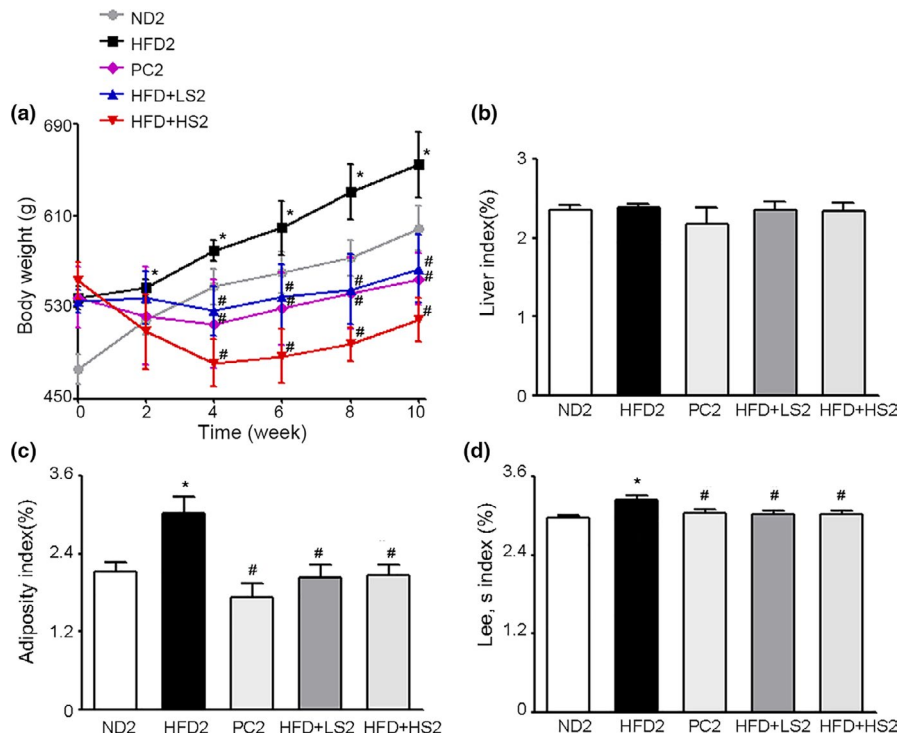 ND2
HFD2
PC2
HFD+LS2
HFD+HS2
(a)
690
610
530
450
Body weight (g)
* * * * *
# # # #
# # # #
# # # #
0 2 4 6 8 10
Time (week)
(b)
3
2
1
0
Liver index(%)
ND2 HFD2 PC2 HFD+LS2 HFD+HS2
(c)
3.6
2.4
1.2
0
Adiposity index(%)
* # # #
ND2 HFD2 PC2 HFD+LS2 HFD+HS2
(d)
3.6
2.4
1.2
0
Lee, s index (%)
* # # #
ND2 HFD2 PC2 HFD+LS2 HFD+HS2